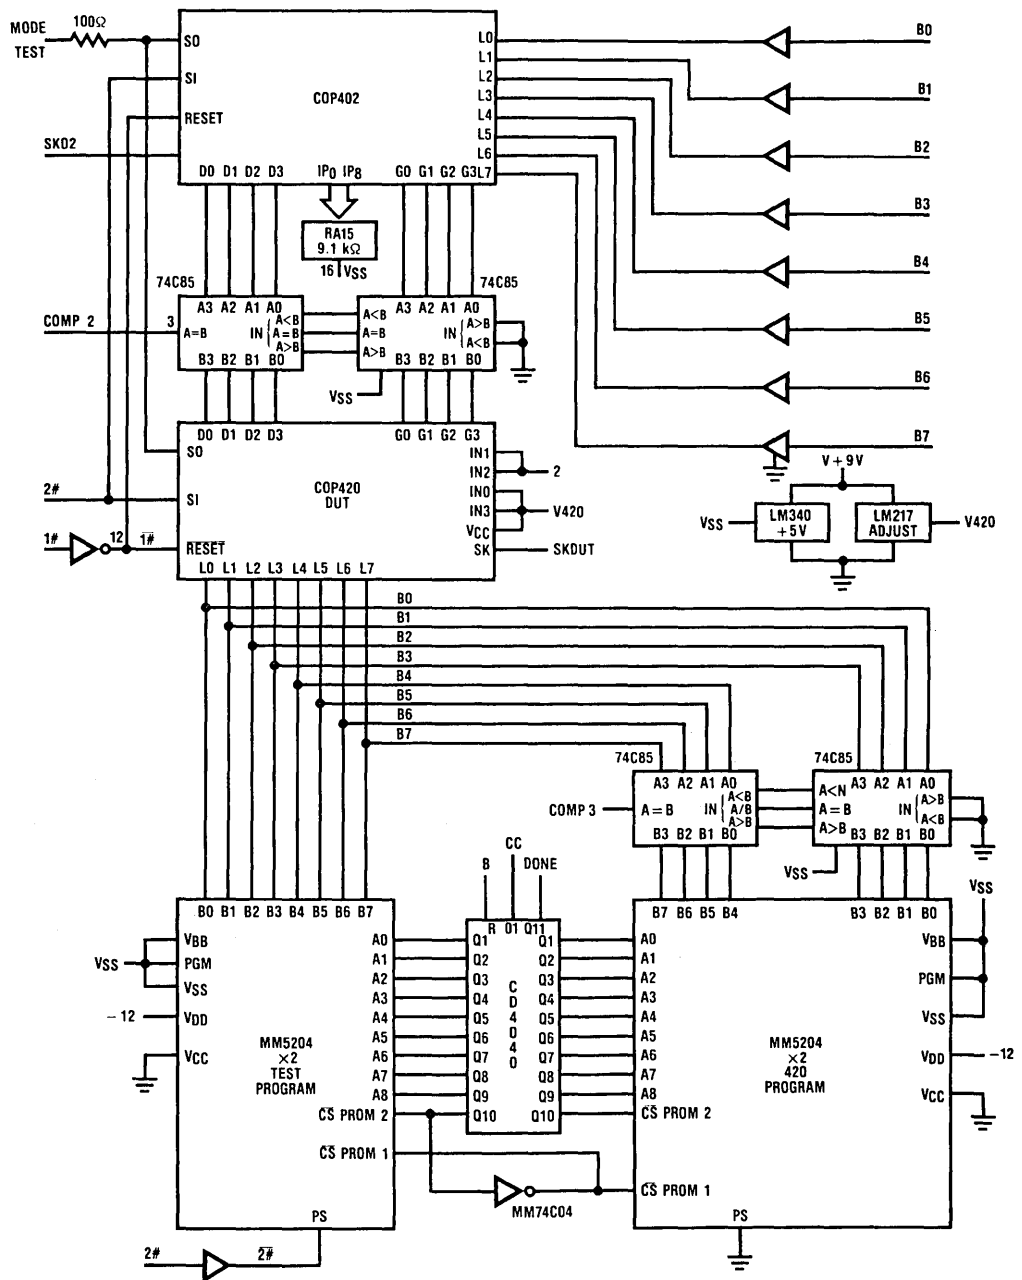 MODE
TEST
100Ω
SO
SI
RESET
SK02
COP402
L0
L1
L2
L3
L4
L5
L6
L7
B0
B1
B2
B3
B4
B5
B6
B7
D0 D1 D2 D3 IP0 IP8 G0 G1 G2 G3
RA15
9.1 kΩ
16 VSS
74C85
74C85
COMP 2
3
A3 A2 A1 A0
A=B
IN
A<B
A=B
A>B
B3 B2 B1 B0
A3 A2 A1 A0
A<B
A=B
A>B
IN
A>B
A<B
B3 B2 B1 B0
VSS
D0 D1 D2 D3 G0 G1 G2 G3
SO
SI
RESET
COP420
DUT
IN1
IN2
IN0
IN3
VCC
SK
2
V420
SKDUT
2#
1#
12
1#
L0 L1 L2 L3 L4 L5 L6 L7
V+9V
VSS
LM340
+5V
LM217
ADJUST
V420
B0
B1
B2
B3
B4
B5
B6
B7
74C85
74C85
COMP 3
A3 A2 A1 A0
A=B
IN
A<B
A/B
A>B
B3 B2 B1 B0
A3 A2 A1 A0
A<N
A=B
A>B
IN
A>B
A<B
B3 B2 B1 B0
VSS
VSS
B
CC
DONE
B0 B1 B2 B3 B4 B5 B6 B7
VSS
VBB
PGM
VSS
-12
VDD
VCC
MM5204
×2
TEST
PROGRAM
A0
A1
A2
A3
A4
A5
A6
A7
A8
CS PROM 2
CS PROM 1
PS
R 01 Q11
Q1
Q2
Q3
Q4
Q5
Q6
Q7
Q8
Q9
Q10
CD4040
Q1
Q2
Q3
Q4
Q5
Q6
Q7
Q8
Q9
Q10
B7 B6 B5 B4 B3 B2 B1 B0
A0
A1
A2
A3
A4
A5
A6
A7
A8
CS PROM 2
CS PROM 1
MM5204
×2
420
PROGRAM
VBB
PGM
VSS
VDD
-12
VCC
PS
MM74C04
2#
2#